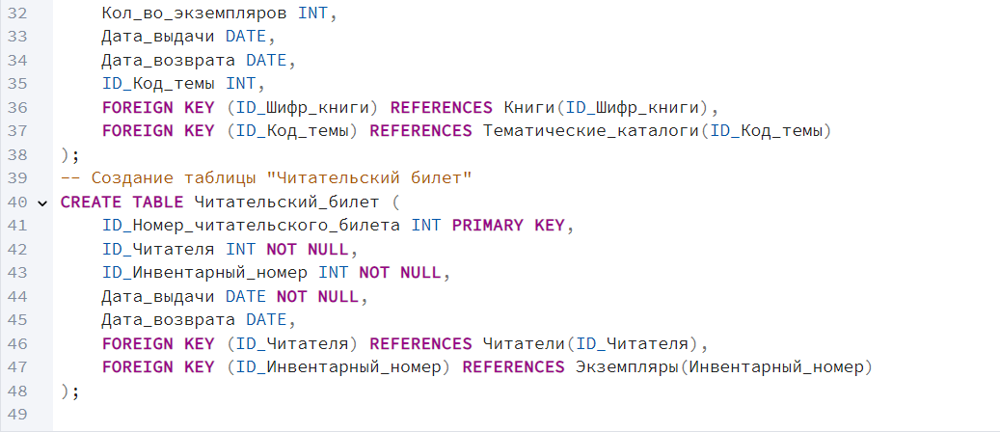 32 Кол_во_экземпляров INT,
33 Дата_выдачи DATE,
34 Дата_возврата DATE,
35 ID_Код_темы INT,
36 FOREIGN KEY (ID_Шифр_книги) REFERENCES Книги(ID_Шифр_книги),
37 FOREIGN KEY (ID_Код_темы) REFERENCES Тематические_каталоги(ID_Код_темы)
38 );
39 -- Создание таблицы "Читательский билет"
40 CREATE TABLE Читательский_билет (
41 ID_Номер_читательского_билета INT PRIMARY KEY,
42 ID_Читателя INT NOT NULL,
43 ID_Инвентарный_номер INT NOT NULL,
44 Дата_выдачи DATE NOT NULL,
45 Дата_возврата DATE,
46 FOREIGN KEY (ID_Читателя) REFERENCES Читатели(ID_Читателя),
47 FOREIGN KEY (ID_Инвентарный_номер) REFERENCES Экземпляры(Инвентарный_номер)
48 );
49